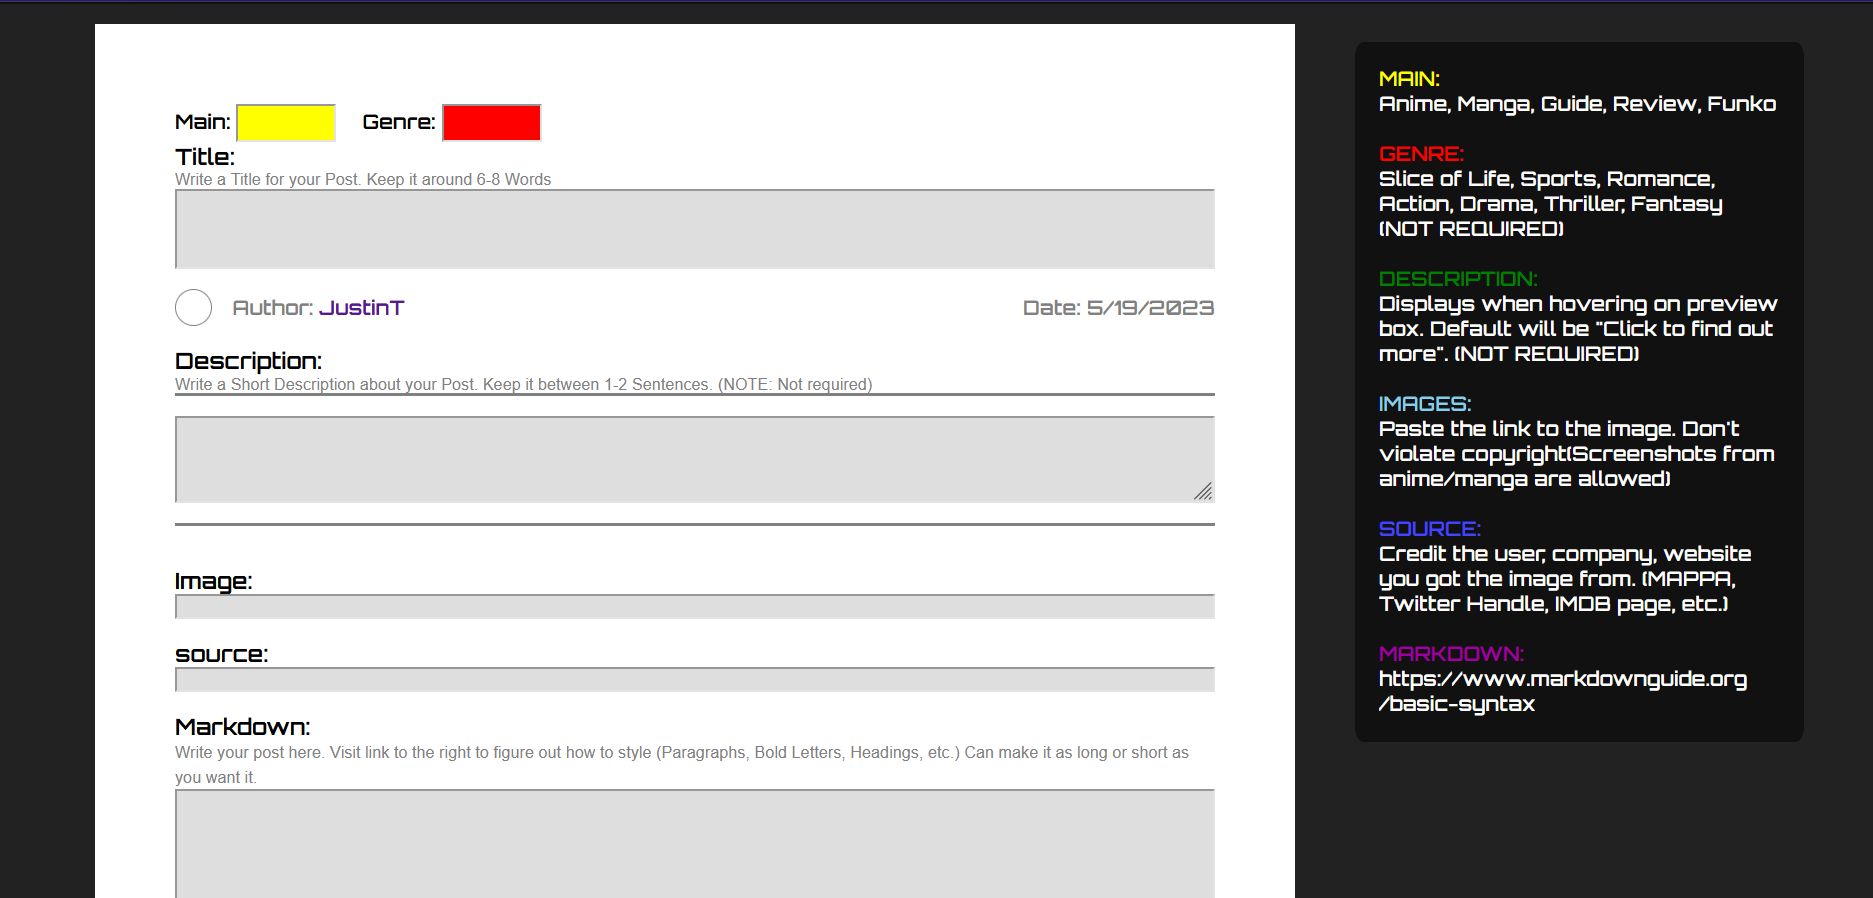 Main:
Genre:
Title:
Write a Title for your Post. Keep it around 6-8 Words
Author: JustinT
Date: 5/19/2023
Description:
Write a Short Description about your Post. Keep it between 1-2 Sentences. (NOTE: Not required)
Image:
source:
Markdown:
Write your post here. Visit link to the right to figure out how to style (Paragraphs, Bold Letters, Headings, etc.) Can make it as long or short as
you want it.
MAIN:
Anime, Manga, Guide, Review, Funko
GENRE:
Slice of Life, Sports, Romance,
Action, Drama, Thriller, Fantasy
(NOT REQUIRED)
DESCRIPTION:
Displays when hovering on preview
box. Default will be "Click to find out
more". (NOT REQUIRED)
IMAGES:
Paste the link to the image. Don't
violate copyright(Screenshots from
anime/manga are allowed)
SOURCE:
Credit the user, company, website
you got the image from. (MAPPA,
Twitter Handle, IMDB page, etc.)
MARKDOWN:
https://www.markdownguide.org
/basic-syntax